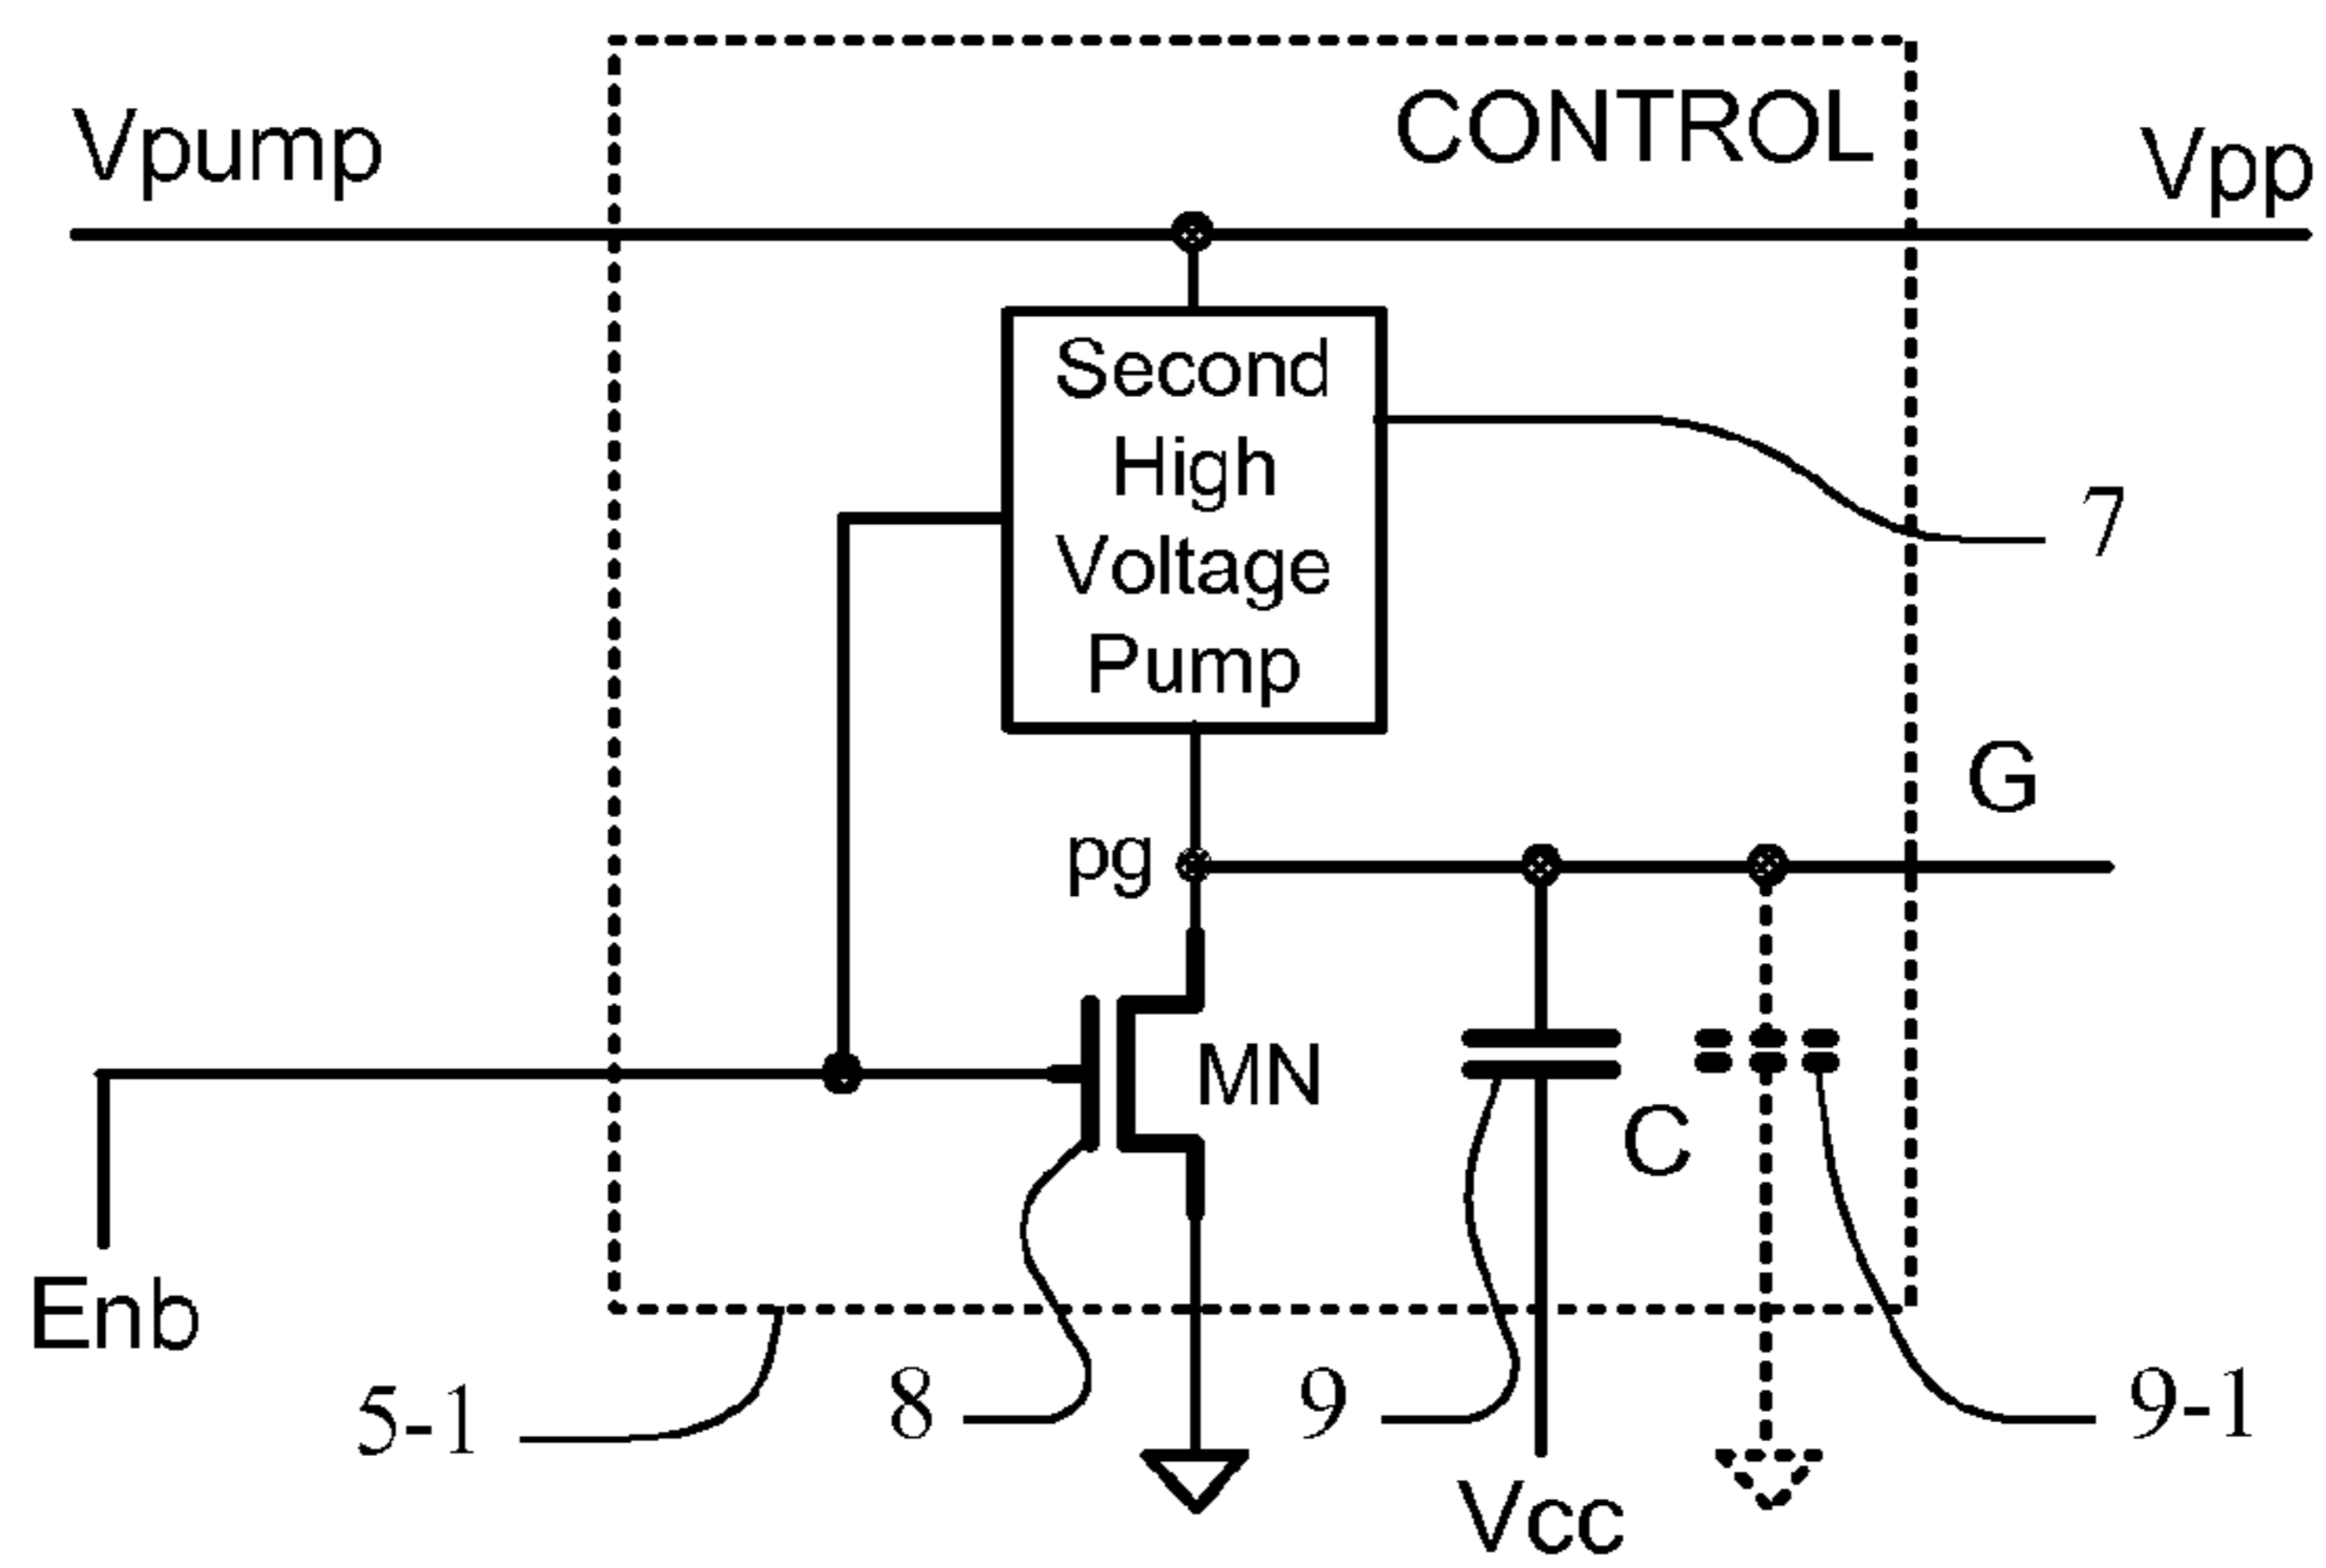 CONTROL
Vpump
Vpp
Second
High
Voltage
Pump
7
G
pg
MN
C
Enb
5-1
8
9
9-1
Vcc